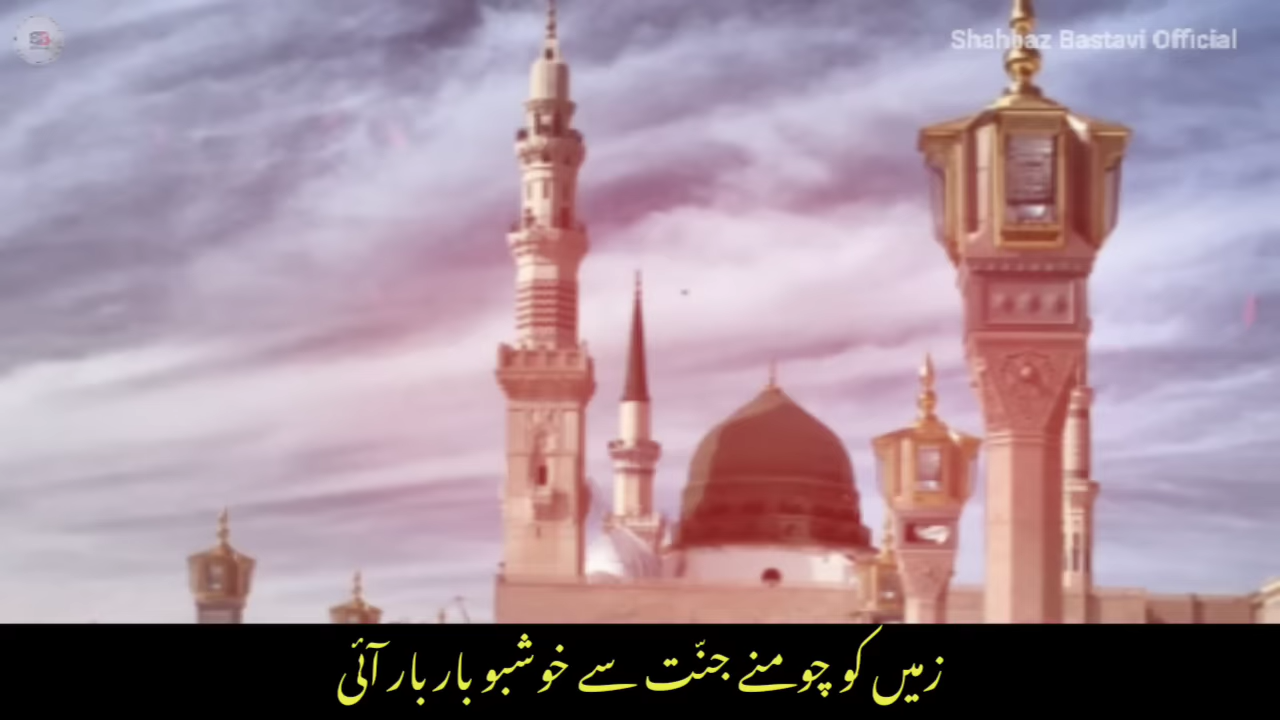 Shahbaz Bastavi Official
زمیں کو چومنے جنّت سے خوشبو بار بار آئی